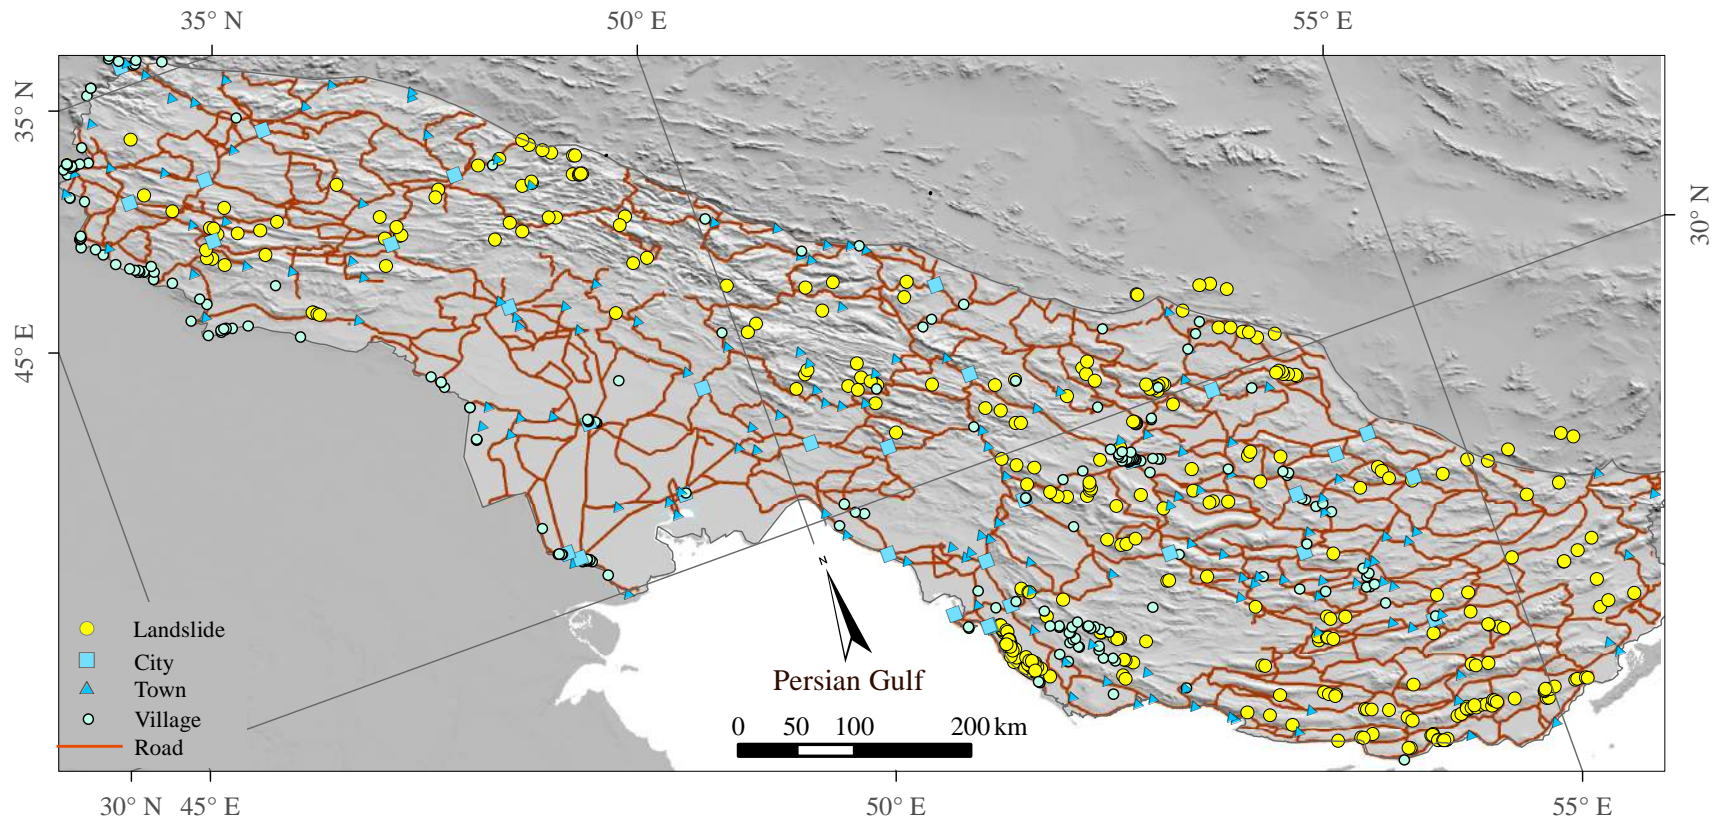 35° N
50° E
55° E
35° N
30° N
45° E
N
Landslide
City
Town
Village
Road
Persian Gulf
0 50 100 200 km
30° N 45° E
50° E
55° E